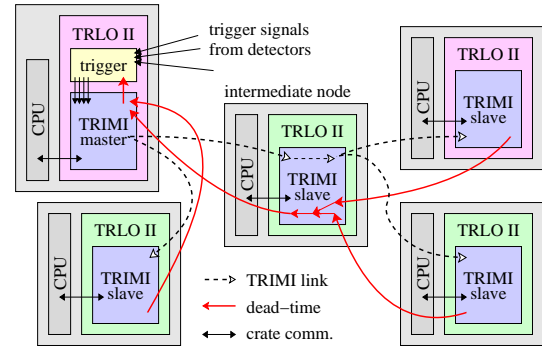 TRLO II
trigger
CPU
TRIMI
master
trigger signals
from detectors
intermediate node
TRLO II
CPU
TRIMI
slave
TRLO II
CPU
TRIMI
slave
TRLO II
CPU
TRIMI
slave
TRLO II
CPU
TRIMI
slave
TRIMI link
dead−time
crate comm.